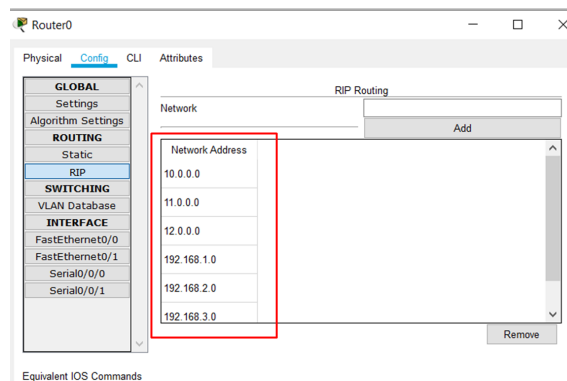 Router0
Physical Config CLI Attributes
GLOBAL
Settings
Algorithm Settings
ROUTING
Static
RIP
SWITCHING
VLAN Database
INTERFACE
FastEthernet0/0
FastEthernet0/1
Serial0/0/0
Serial0/0/1
RIP Routing
Network
Add
Network Address
10.0.0.0
11.0.0.0
12.0.0.0
192.168.1.0
192.168.2.0
192.168.3.0
Remove
Equivalent IOS Commands